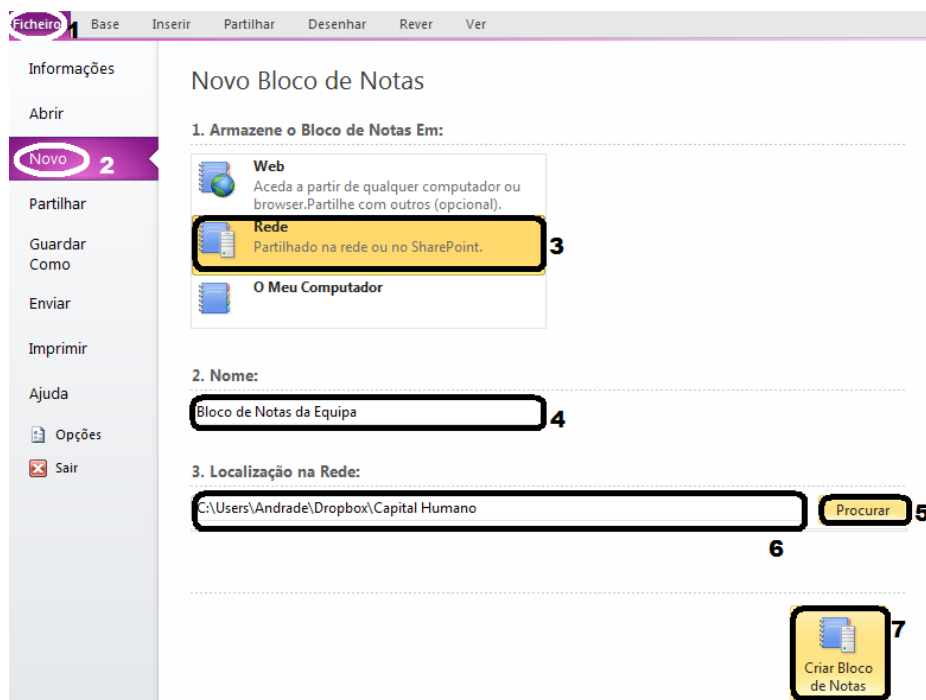 Ficheiro 1 Base Inserir Partilhar Desenhar Rever Ver
Informações
Abrir
Novo 2
Partilhar
Guardar
Como
Enviar
Imprimir
Ajuda
Opções
Sair
Novo Bloco de Notas
1. Armazene o Bloco de Notas Em:
Web
Aceda a partir de qualquer computador ou
browser.Partilhe com outros (opcional).
Rede
Partilhado na rede ou no SharePoint.
3
O Meu Computador
2. Nome:
Bloco de Notas da Equipa 4
3. Localização na Rede:
C:\Users\Andrade\Dropbox\Capital Humano Procurar 5
6
7
Criar Bloco
de Notas